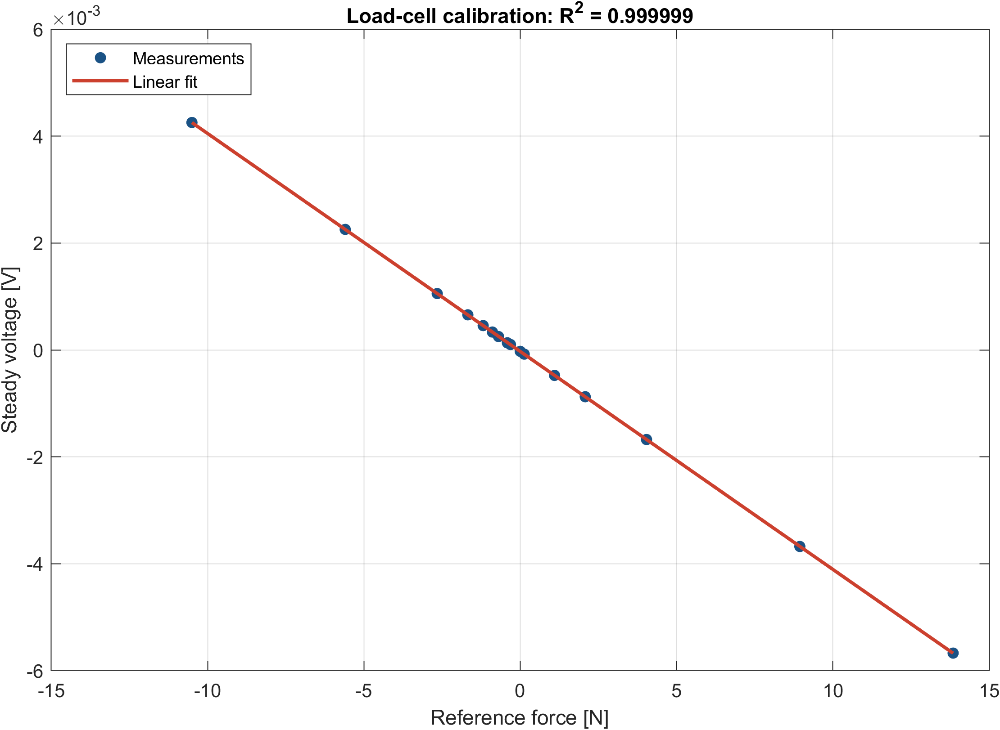 Load-cell calibration: R² = 0.999999
×10⁻³
Measurements
Linear fit
6
4
2
0
-2
-4
-6
Steady voltage [V]
-15 -10 -5 0 5 10 15
Reference force [N]